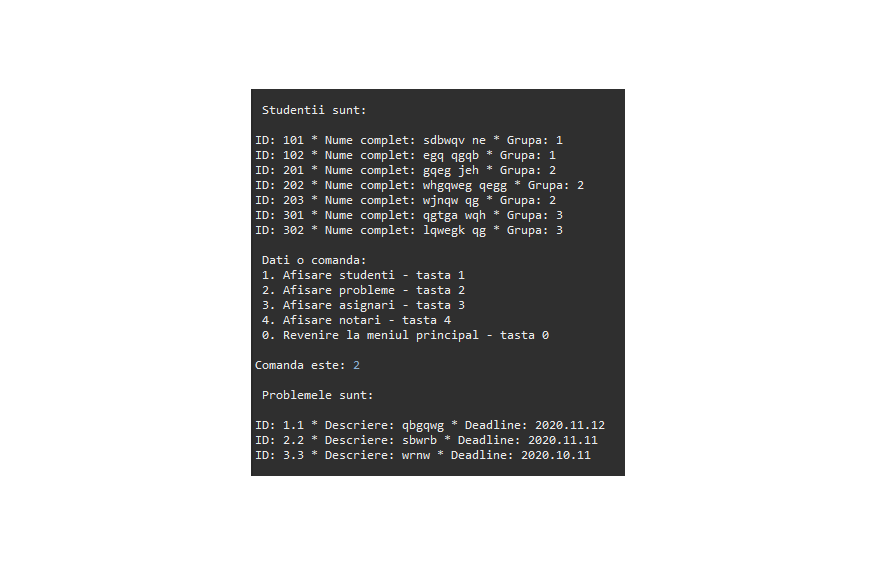 Studentii sunt:
ID: 101 * Nume complet: sdbwqv ne * Grupa: 1
ID: 102 * Nume complet: egq qgqb * Grupa: 1
ID: 201 * Nume complet: gqeg jeh * Grupa: 2
ID: 202 * Nume complet: whgqweg qegg * Grupa: 2
ID: 203 * Nume complet: wjnqw qg * Grupa: 2
ID: 301 * Nume complet: qgtga wqh * Grupa: 3
ID: 302 * Nume complet: lqwegk qg * Grupa: 3
Dati o comanda:
1. Afisare studenti - tasta 1
2. Afisare probleme - tasta 2
3. Afisare asignari - tasta 3
4. Afisare notari - tasta 4
0. Revenire la meniul principal - tasta 0
Comanda este: 2
Problemele sunt:
ID: 1.1 * Descriere: qbgqwg * Deadline: 2020.11.12
ID: 2.2 * Descriere: sbwrb * Deadline: 2020.11.11
ID: 3.3 * Descriere: wrnw * Deadline: 2020.10.11